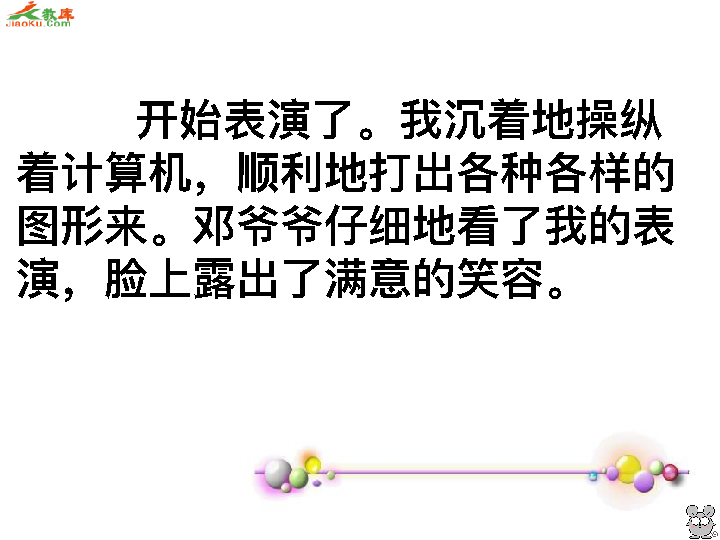 教库
JiaoKu.Com
开始表演了。我沉着地操纵
着计算机，顺利地打出各种各样的
图形来。邓爷爷仔细地看了我的表
演，脸上露出了满意的笑容。